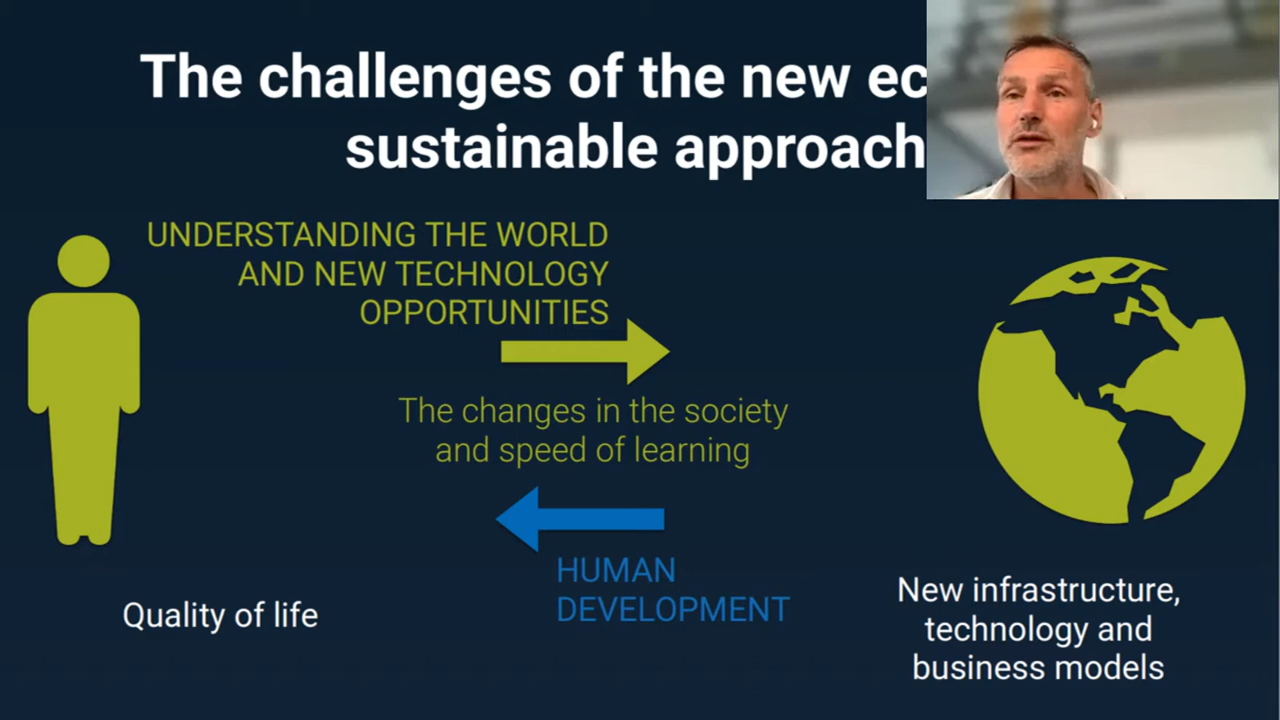 The challenges of the new ec
sustainable approach
UNDERSTANDING THE WORLD
AND NEW TECHNOLOGY
OPPORTUNITIES
The changes in the society
and speed of learning
HUMAN
DEVELOPMENT
Quality of life
New infrastructure,
technology and
business models